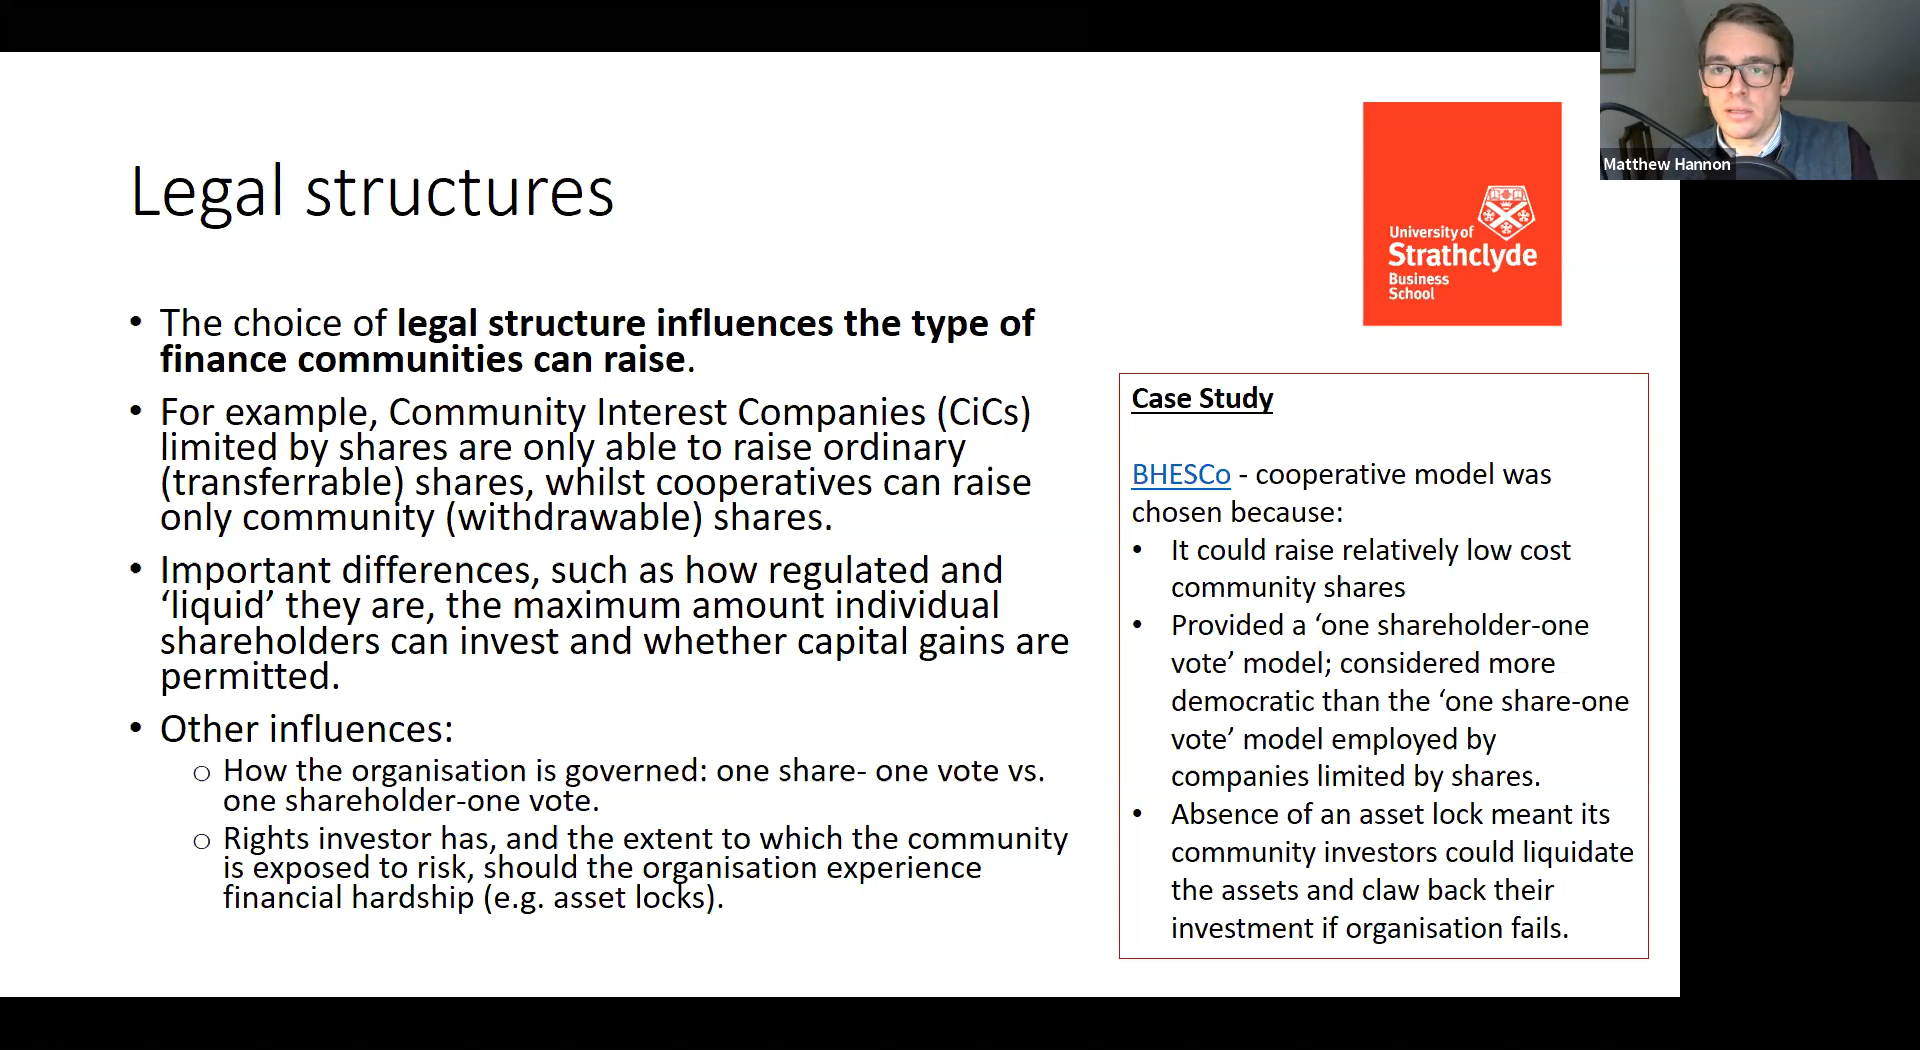 Matthew Hannon
University of
Strathclyde
Business
School
Legal structures
• The choice of legal structure influences the type of
finance communities can raise.
• For example, Community Interest Companies (CiCs)
limited by shares are only able to raise ordinary
(transferrable) shares, whilst cooperatives can raise
only community (withdrawable) shares.
• Important differences, such as how regulated and
‘liquid’ they are, the maximum amount individual
shareholders can invest and whether capital gains are
permitted.
• Other influences:
o How the organisation is governed: one share- one vote vs.
one shareholder-one vote.
o Rights investor has, and the extent to which the community
is exposed to risk, should the organisation experience
financial hardship (e.g. asset locks).
Case Study
BHESCo - cooperative model was
chosen because:
• It could raise relatively low cost
community shares
• Provided a ‘one shareholder-one
vote’ model; considered more
democratic than the ‘one share-one
vote’ model employed by
companies limited by shares.
• Absence of an asset lock meant its
community investors could liquidate
the assets and claw back their
investment if organisation fails.